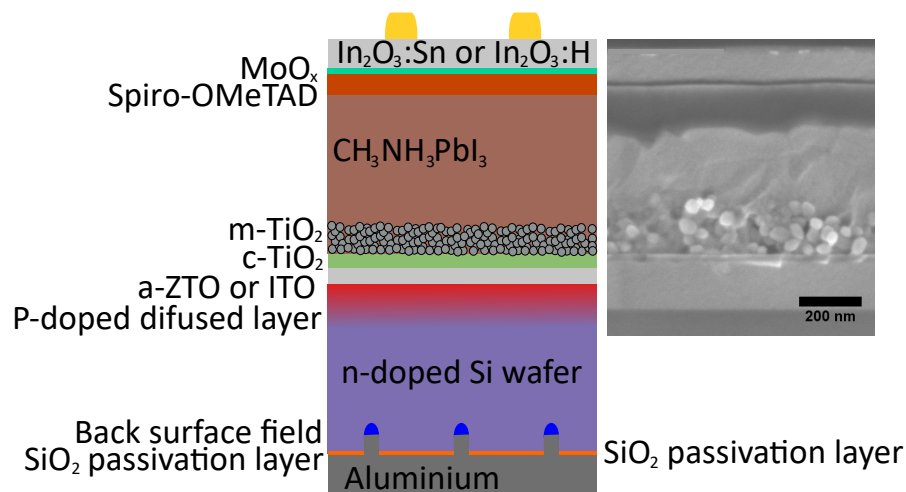 In₂O₃:Sn or In₂O₃:H
MoOₓ
Spiro-OMeTAD
CH₃NH₃PbI₃
m-TiO₂
c-TiO₂
a-ZTO or ITO
P-doped difused layer
200 nm
n-doped Si wafer
Back surface field
SiO₂ passivation layer
SiO₂ passivation layer
Aluminium